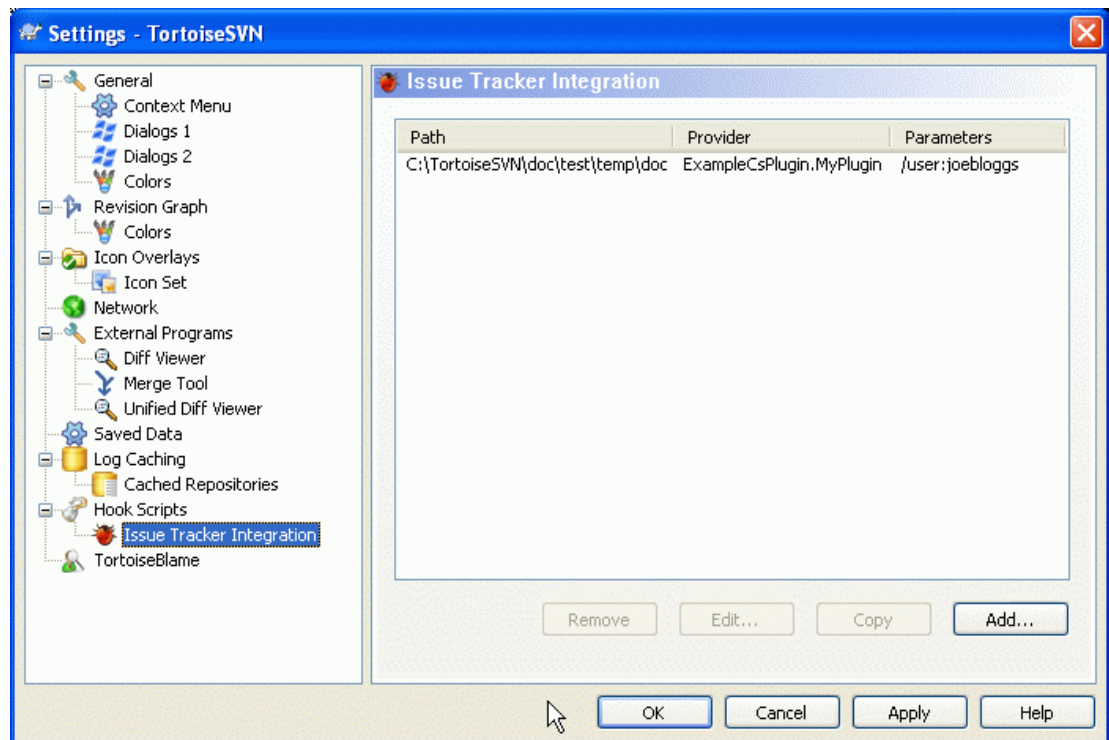 Settings - TortoiseSVN
General
Context Menu
Dialogs 1
Dialogs 2
Colors
Revision Graph
Colors
Icon Overlays
Icon Set
Network
External Programs
Diff Viewer
Merge Tool
Unified Diff Viewer
Saved Data
Log Caching
Cached Repositories
Hook Scripts
Issue Tracker Integration
TortoiseBlame
Issue Tracker Integration
Path Provider Parameters
C:\TortoiseSVN\doc\test\temp\doc ExampleCsPlugin.MyPlugin /user:joebloggs
Remove Edit... Copy Add...
OK Cancel Apply Help